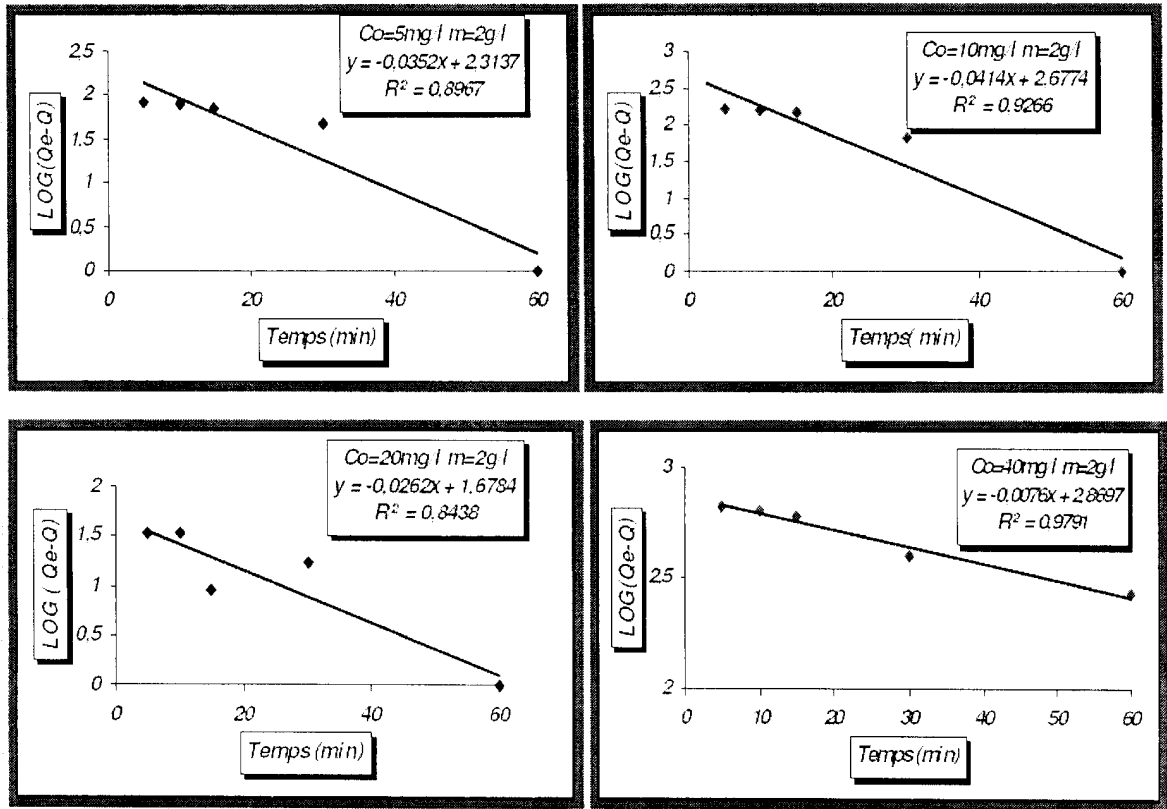 Co=5mg/l m=2g/l
y = -0,0352x + 2,3137
R² = 0,8967
2,5
2
1,5
1
0,5
0
LOG(Qe-Q)
0 20 40 60
Temps(min)
Co=10mg/l m=2g/l
y = -0,0414x + 2,6774
R² = 0,9266
3
2,5
2
1,5
1
0,5
0
LOG(Qe-Q)
0 20 40 60
Temps( min)
Co=20mg/l m=2g/l
y = -0,0262x + 1,6784
R² = 0,8438
2
1,5
1
0,5
0
LOG ( Qe-Q)
0 20 40 60
Temps(min)
Co=40mg/l m=2g/l
y = -0,0076x + 2,8697
R² = 0,9791
3
2,5
2
LOG(Qe-Q)
0 10 20 30 40 50 60
Temps(min)